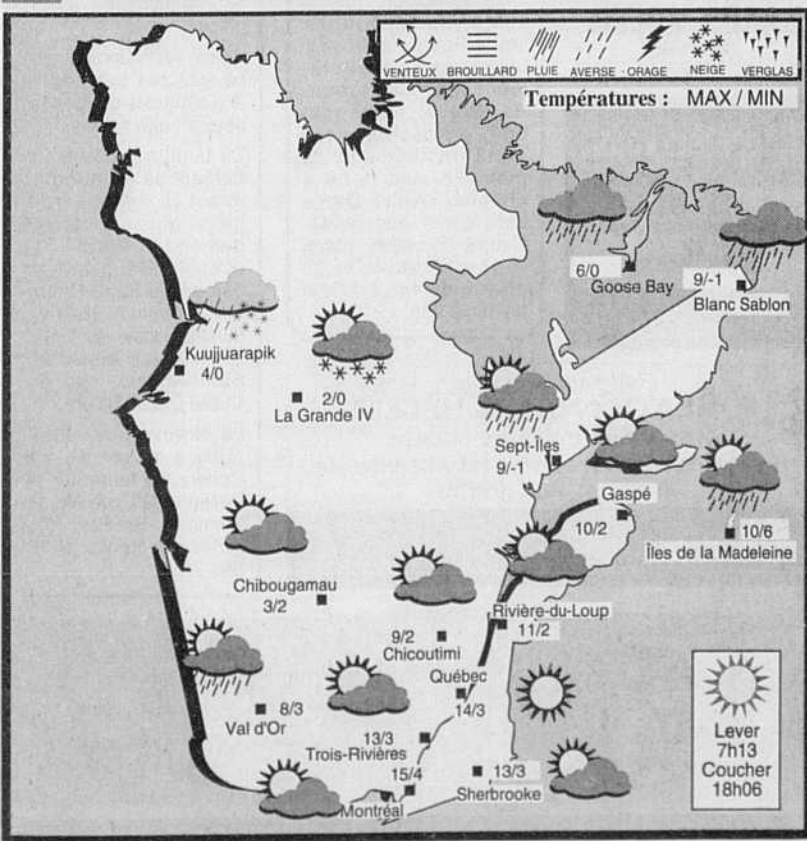 VENTEUX BROUILLARD PLUIE AVERSE ORAGE NEIGE VERGLAS
Températures : MAX / MIN
6/0
Goose Bay
9/-1
Blanc Sablon
Kuujjuarapik
4/0
2/0
La Grande IV
Sept-Îles
9/-1
Gaspé
10/2
10/6
Îles de la Madeleine
Chibougamau
3/2
Rivière-du-Loup
11/2
9/2
Chicoutimi
Québec
14/3
8/3
Val d'Or
13/3
Trois-Rivières
15/4
Montréal
13/3
Sherbrooke
Lever
7h13
Coucher
18h06